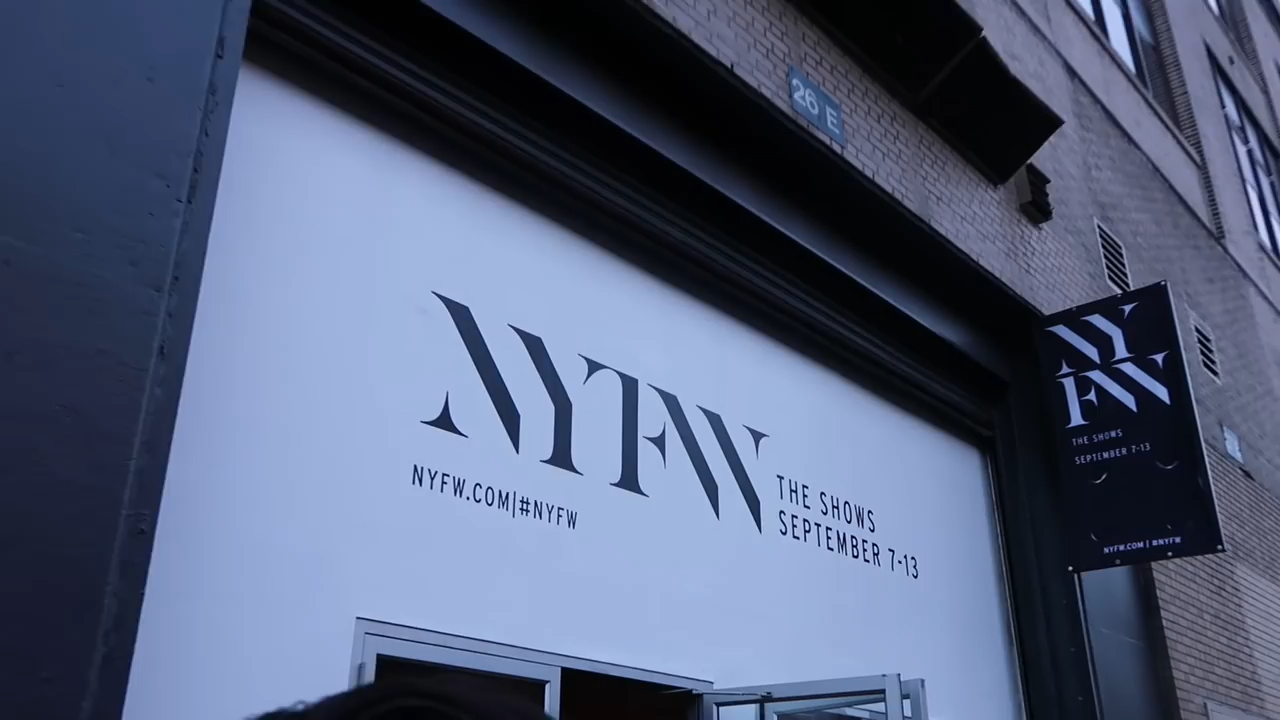 26 E
NYFW
NYFW.COM|#NYFW
THE SHOWS
SEPTEMBER 7-13
NY
FW
THE SHOWS
SEPTEMBER 7-13
NYFW.COM | #NYFW